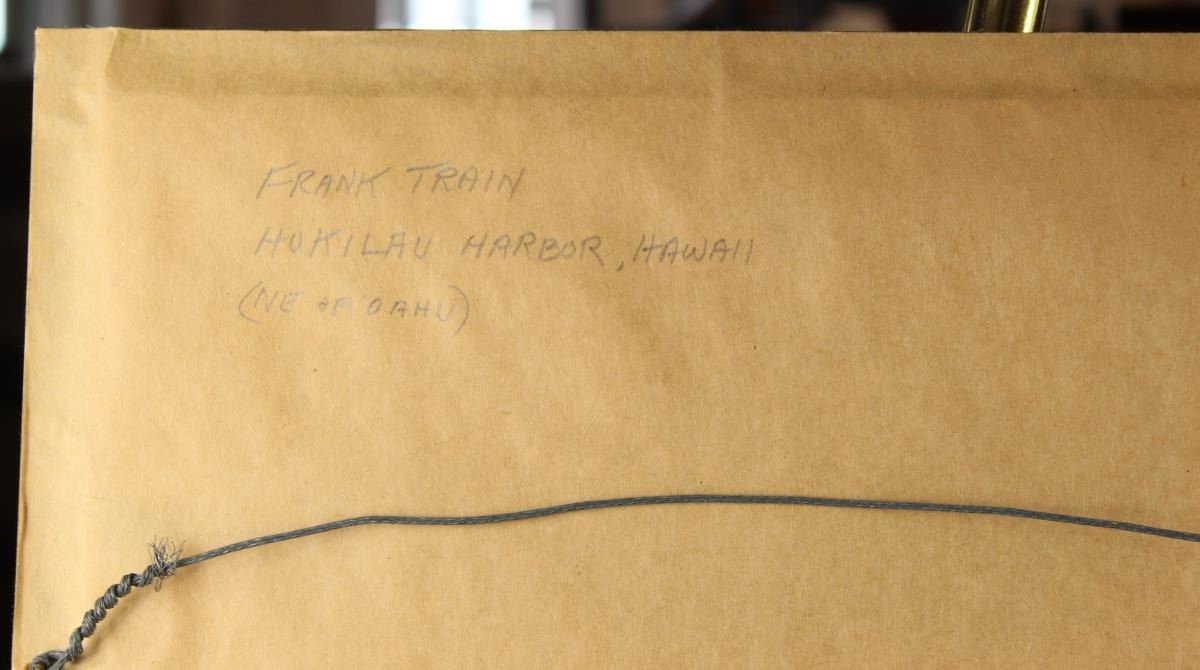 FRANK TRAIN
HUKILAU HARBOR, HAWAII
(NE OF OAHU)